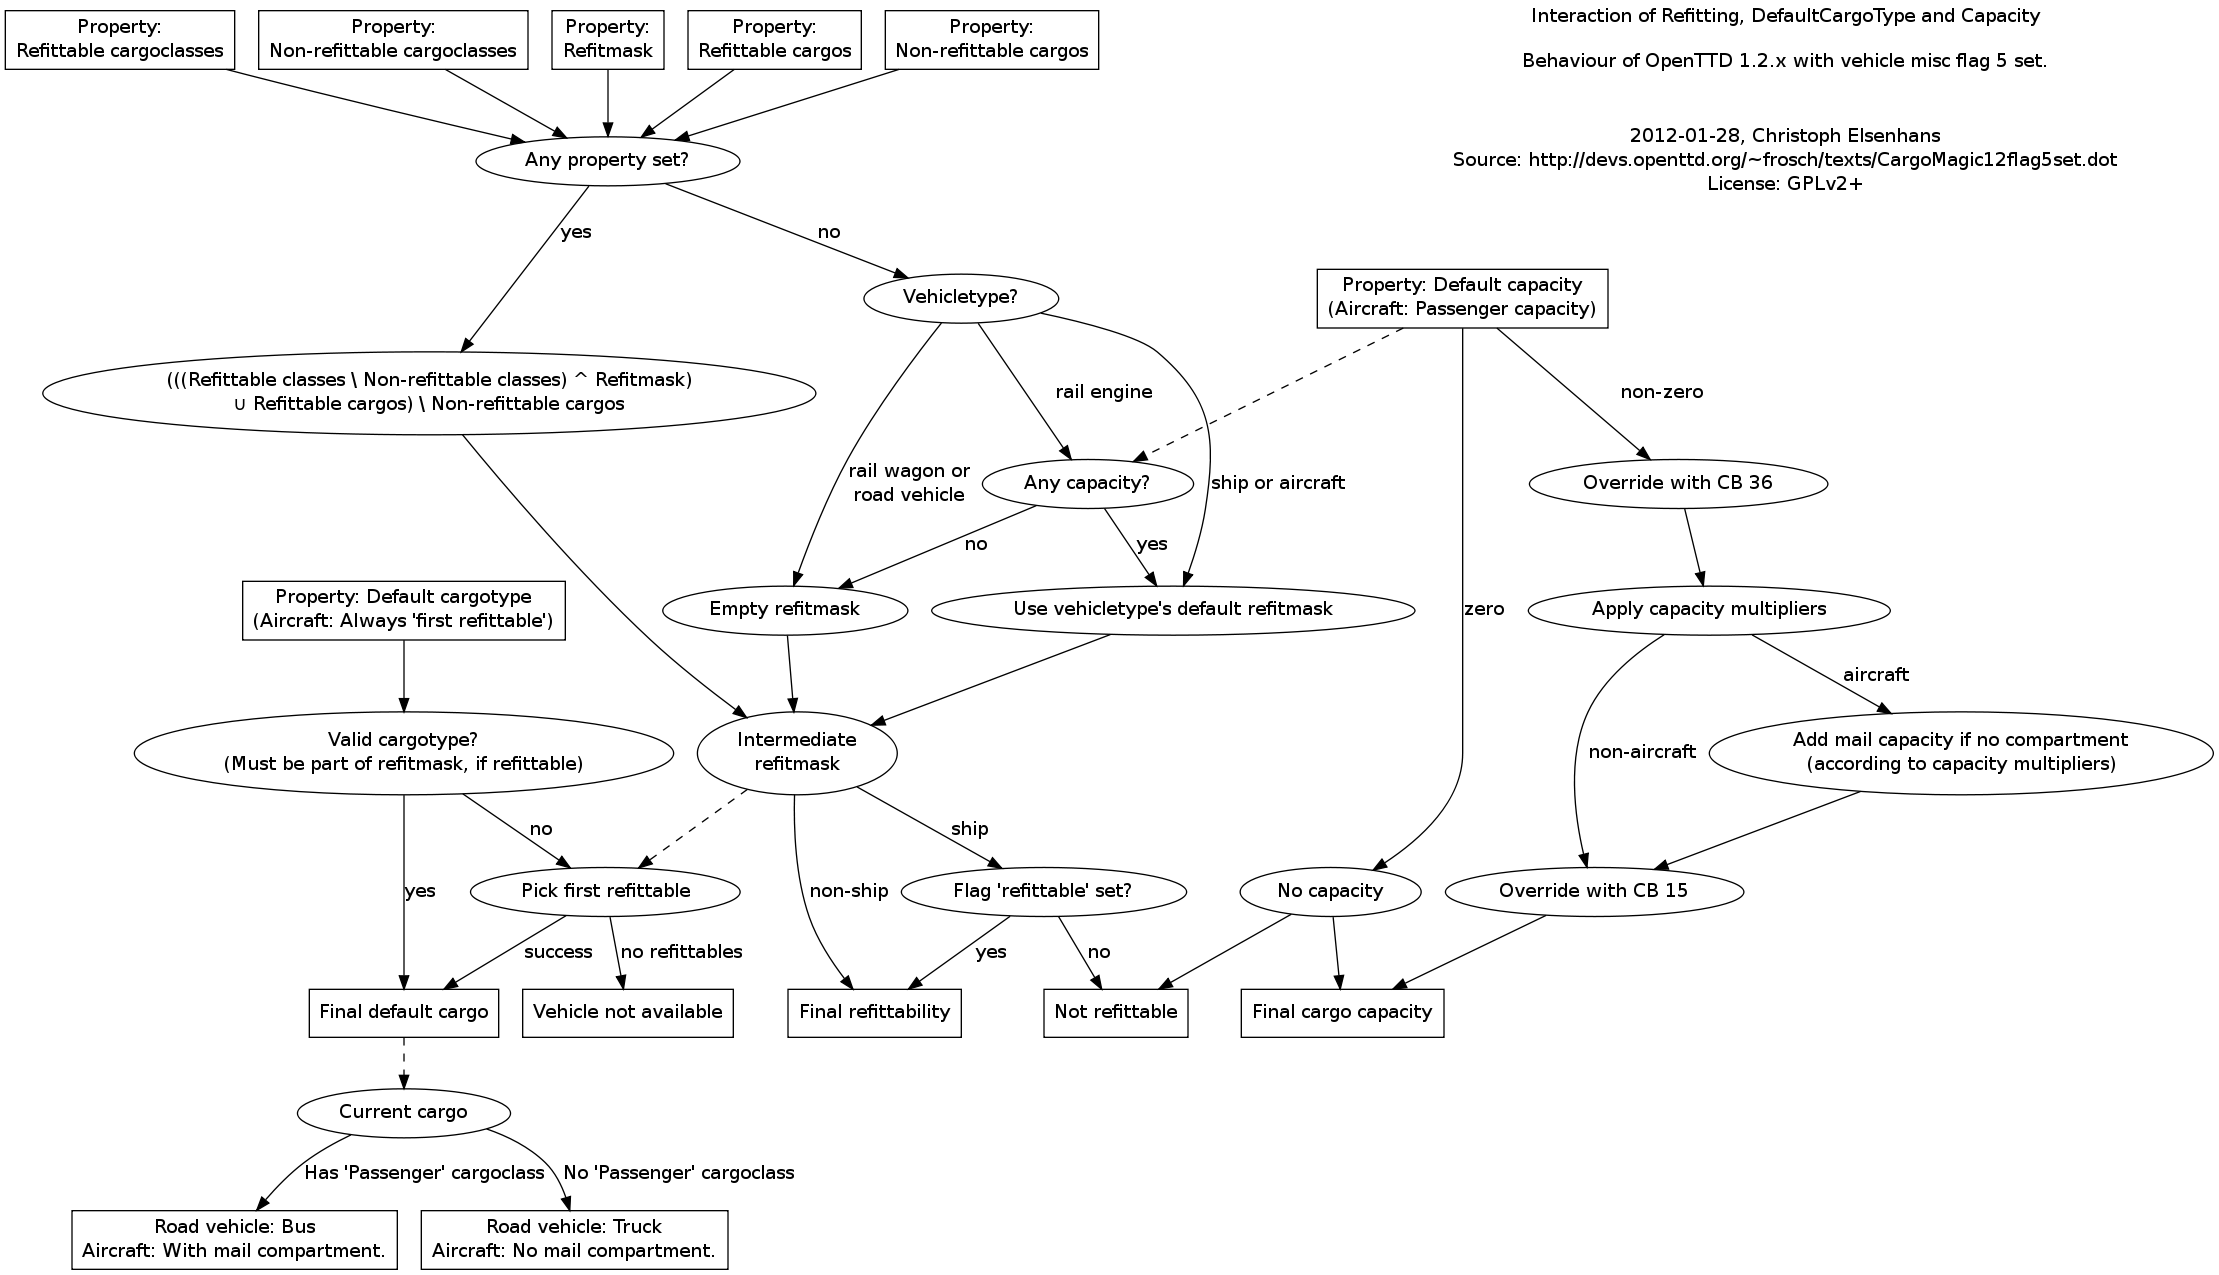 Property:
Refittable cargoclasses
Property:
Non-refittable cargoclasses
Property:
Refitmask
Property:
Refittable cargos
Property:
Non-refittable cargos
Interaction of Refitting, DefaultCargoType and Capacity
Behaviour of OpenTTD 1.2.x with vehicle misc flag 5 set.
2012-01-28, Christoph Elsenhans
Source: http://devs.openttd.org/~frosch/texts/CargoMagic12flag5set.dot
License: GPLv2+
Any property set?
yes
no
Vehicletype?
Property: Default capacity
(Aircraft: Passenger capacity)
(((Refittable classes \ Non-refittable classes) ^ Refitmask)
∪ Refittable cargos) \ Non-refittable cargos
rail engine
non-zero
rail wagon or
road vehicle
Any capacity?
ship or aircraft
Override with CB 36
no
yes
Property: Default cargotype
(Aircraft: Always 'first refittable')
Empty refitmask
Use vehicletype's default refitmask
zero
Apply capacity multipliers
aircraft
Valid cargotype?
(Must be part of refitmask, if refittable)
Intermediate
refitmask
non-aircraft
Add mail capacity if no compartment
(according to capacity multipliers)
no
ship
yes
Pick first refittable
non-ship
Flag 'refittable' set?
No capacity
Override with CB 15
success
no refittables
yes
no
Final default cargo
Vehicle not available
Final refittability
Not refittable
Final cargo capacity
Current cargo
Has 'Passenger' cargoclass
No 'Passenger' cargoclass
Road vehicle: Bus
Aircraft: With mail compartment.
Road vehicle: Truck
Aircraft: No mail compartment.